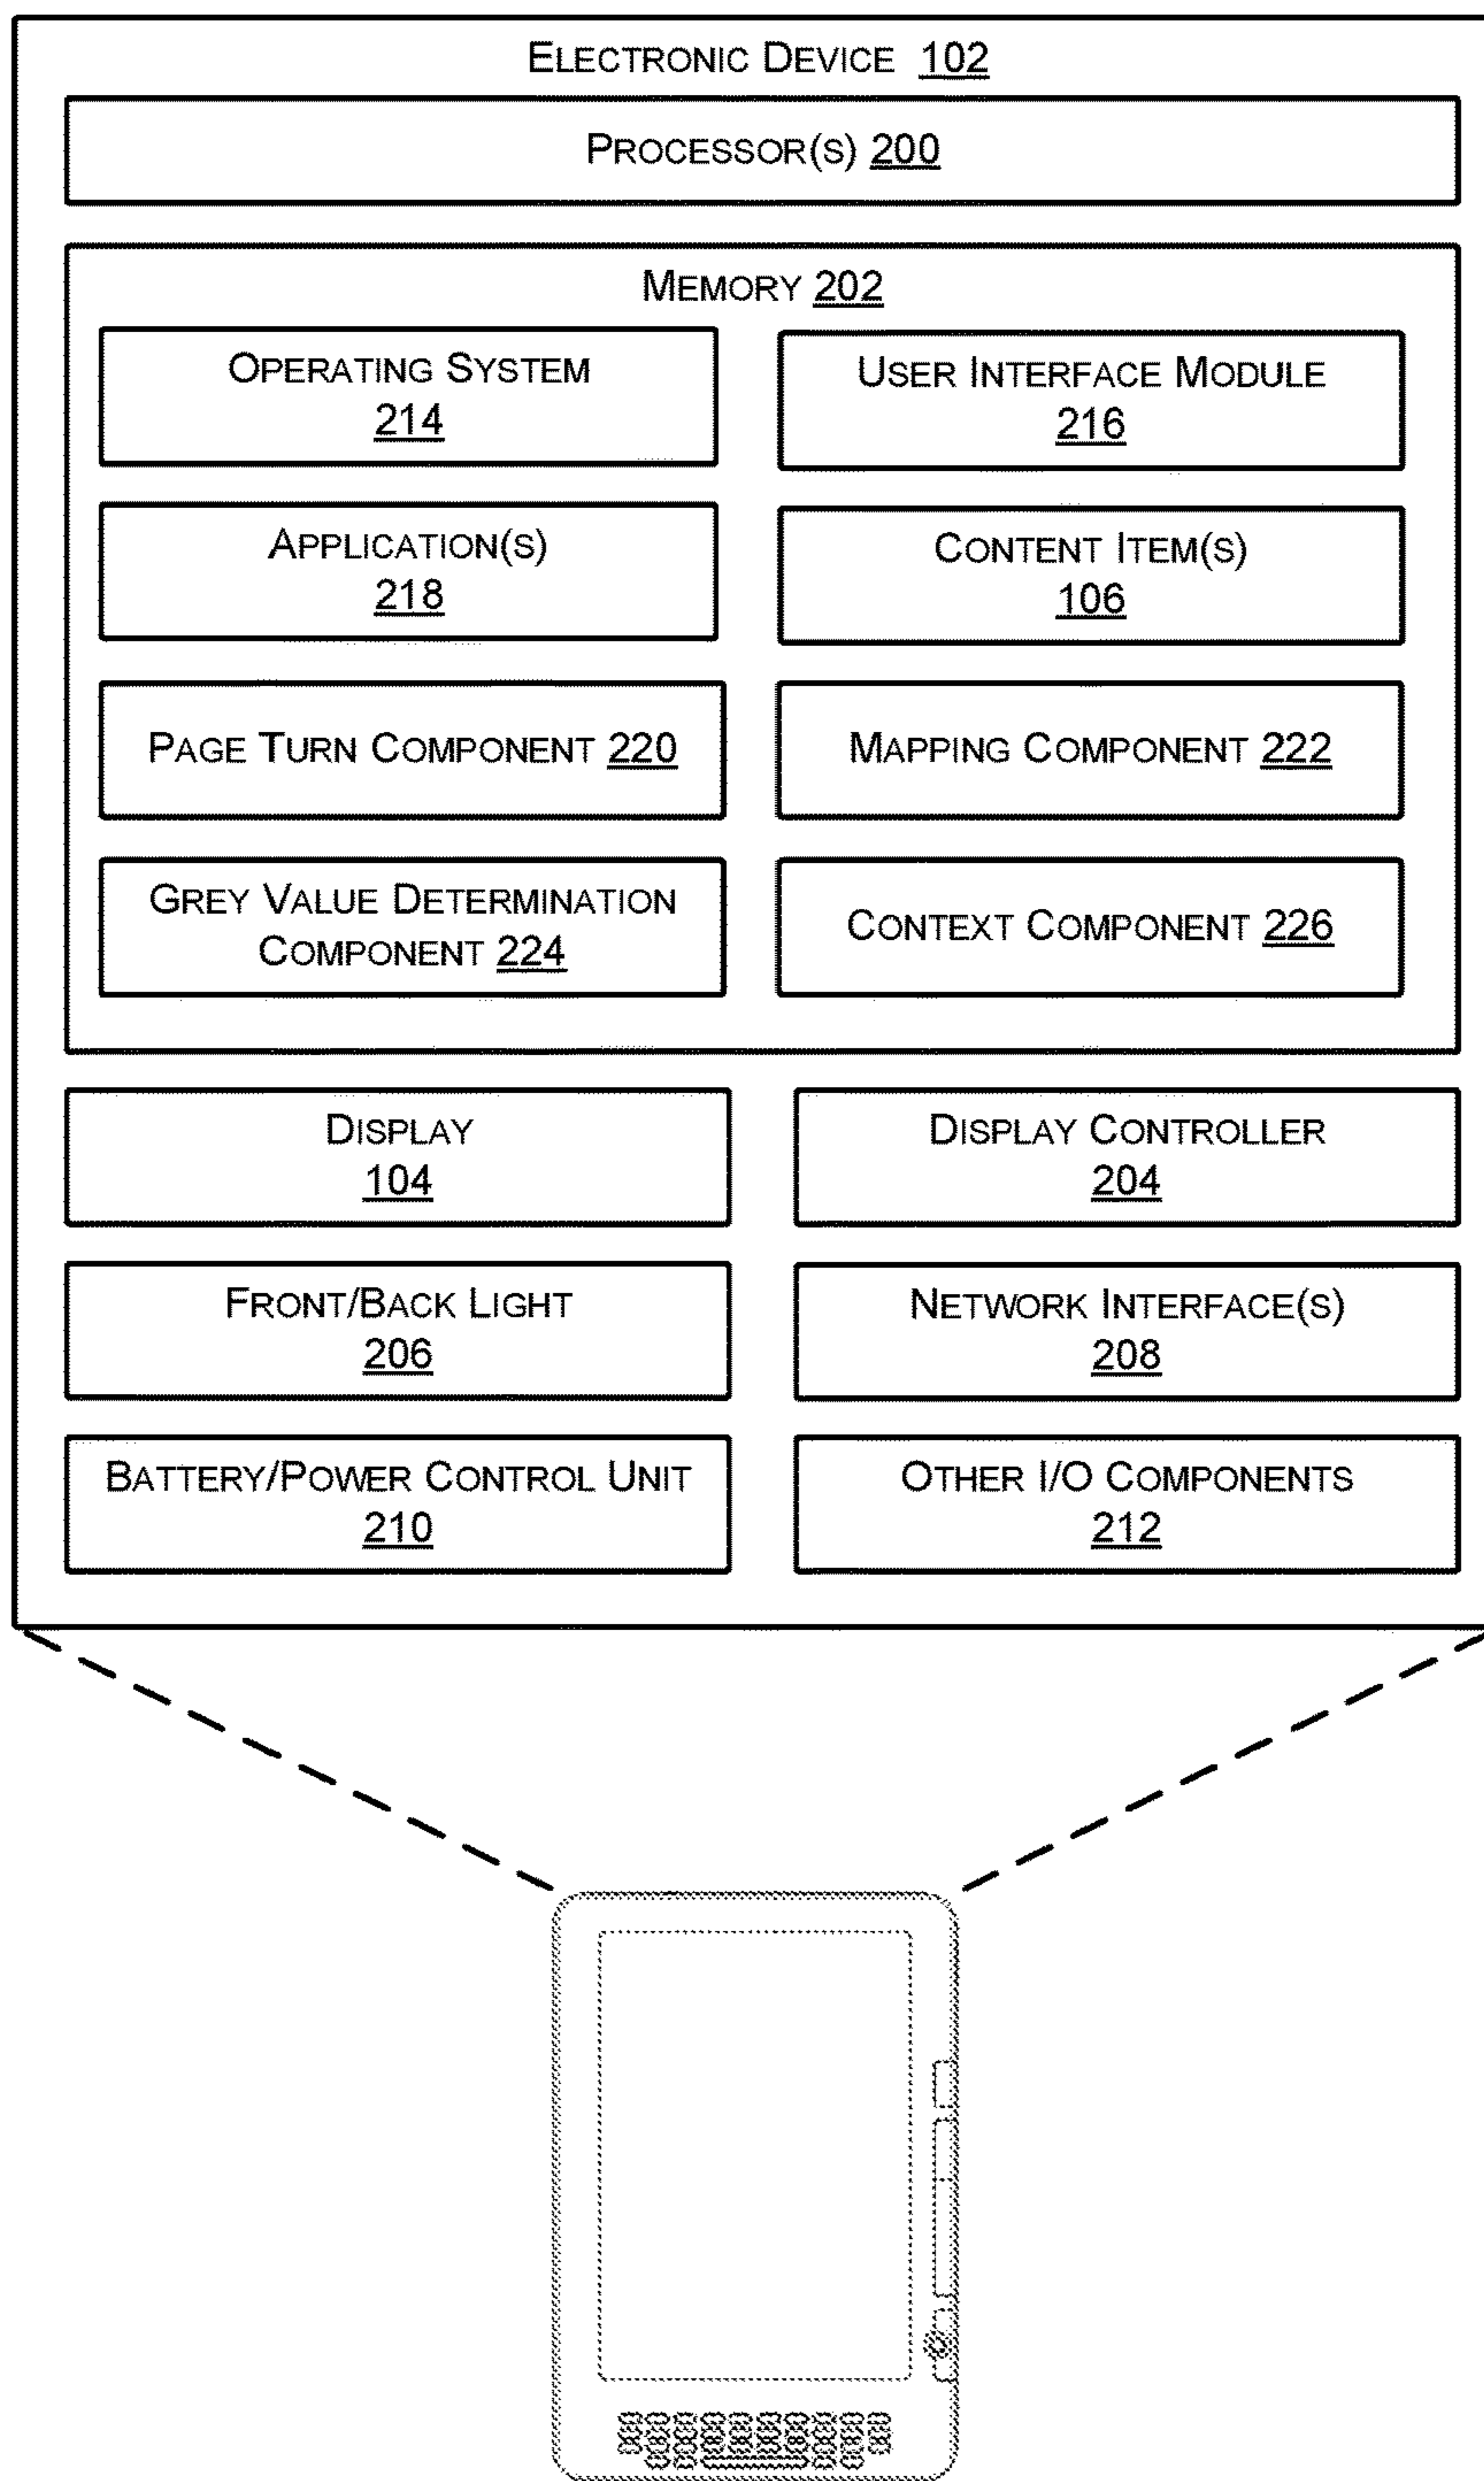 ELECTRONIC DEVICE 102
PROCESSOR(S) 200
MEMORY 202
OPERATING SYSTEM
214
USER INTERFACE MODULE
216
APPLICATION(S)
218
CONTENT ITEM(S)
106
PAGE TURN COMPONENT 220
MAPPING COMPONENT 222
GREY VALUE DETERMINATION
COMPONENT 224
CONTEXT COMPONENT 226
DISPLAY
104
DISPLAY CONTROLLER
204
FRONT/BACK LIGHT
206
NETWORK INTERFACE(S)
208
BATTERY/POWER CONTROL UNIT
210
OTHER I/O COMPONENTS
212